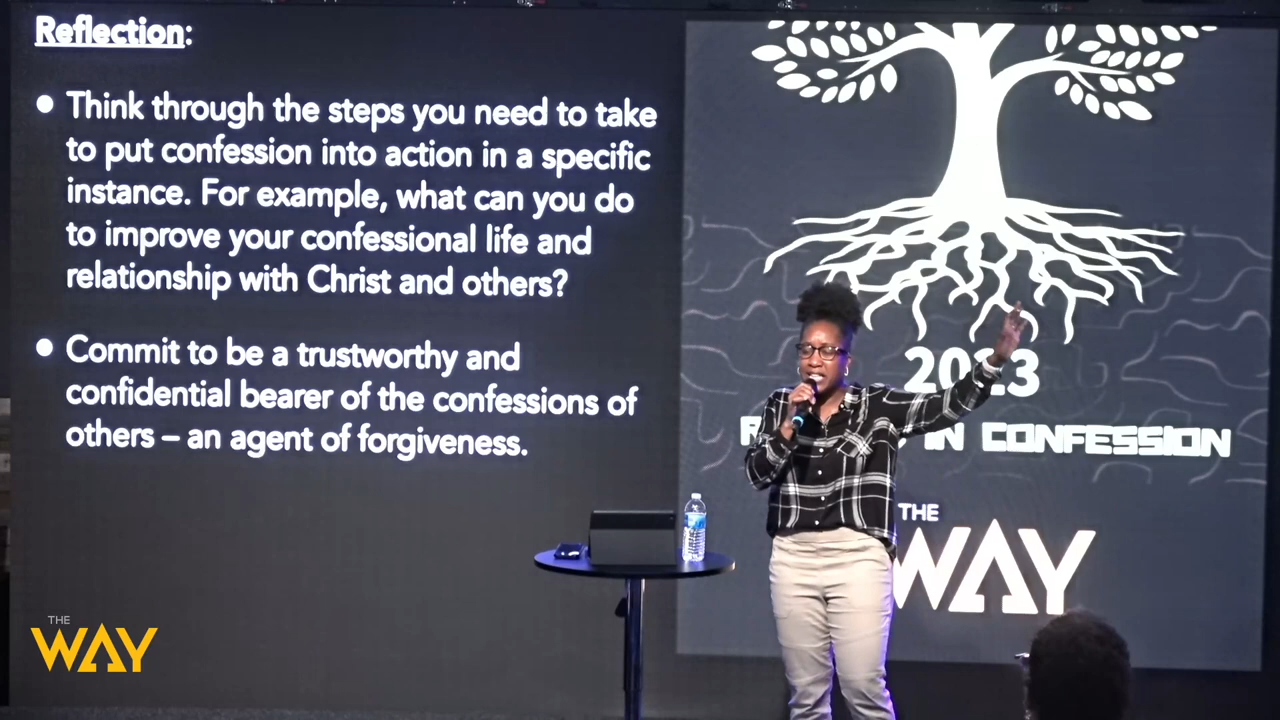 Reflection:
● Think through the steps you need to take
to put confession into action in a specific
instance. For example, what can you do
to improve your confessional life and
relationship with Christ and others?
● Commit to be a trustworthy and
confidential bearer of the confessions of
others – an agent of forgiveness.
THE
WAY
IN CONFESSION
THE
WAY